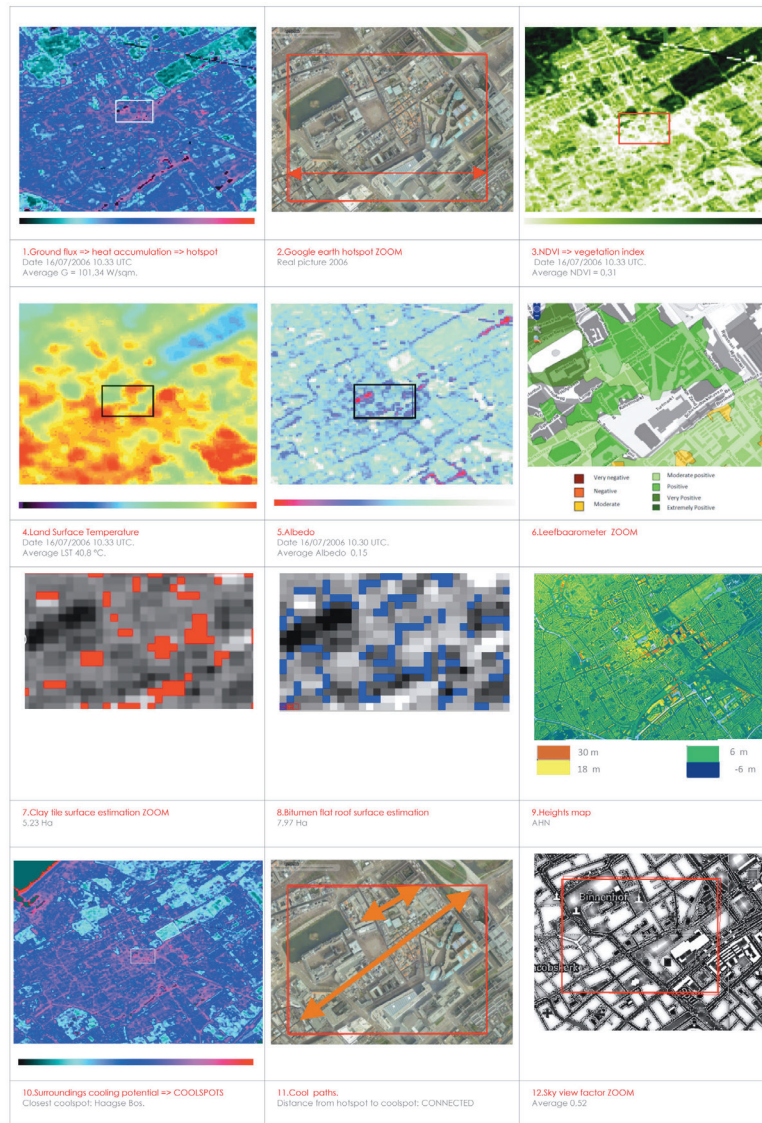 1.Ground flux => heat accumulation => hotspot
Date 16/07/2006 10.33 UTC
Average G = 101,34 W/sqm.
2.Google earth hotspot ZOOM
Real picture 2006
3.NDVI => vegetation index
Date 16/07/2006 10.33 UTC.
Average NDVI = 0.31
Very negative
Negative
Moderate
Moderate positive
Positive
Very Positive
Extremely Positive
4.Land Surface Temperature
Date 16/07/2006 10.33 UTC.
Average LST 40,8 ºC.
5.Albedo
Date 16/07/2006 10.30 UTC.
Average Albedo 0,15
6.Leefbaarometer ZOOM
30 m
18 m
6 m
-6 m
7.Clay tile surface estimation ZOOM
5.23 Ha
8.Bitumen flat roof surface estimation
7.97 Ha
9.Heights map
AHN
Binnenhof
10.Surroundings cooling potential => COOLSPOTS
Closest coolspot: Haagse Bos.
11.Cool paths.
Distance from hotspot to coolspot: CONNECTED
12.Sky view factor ZOOM
Average 0.52